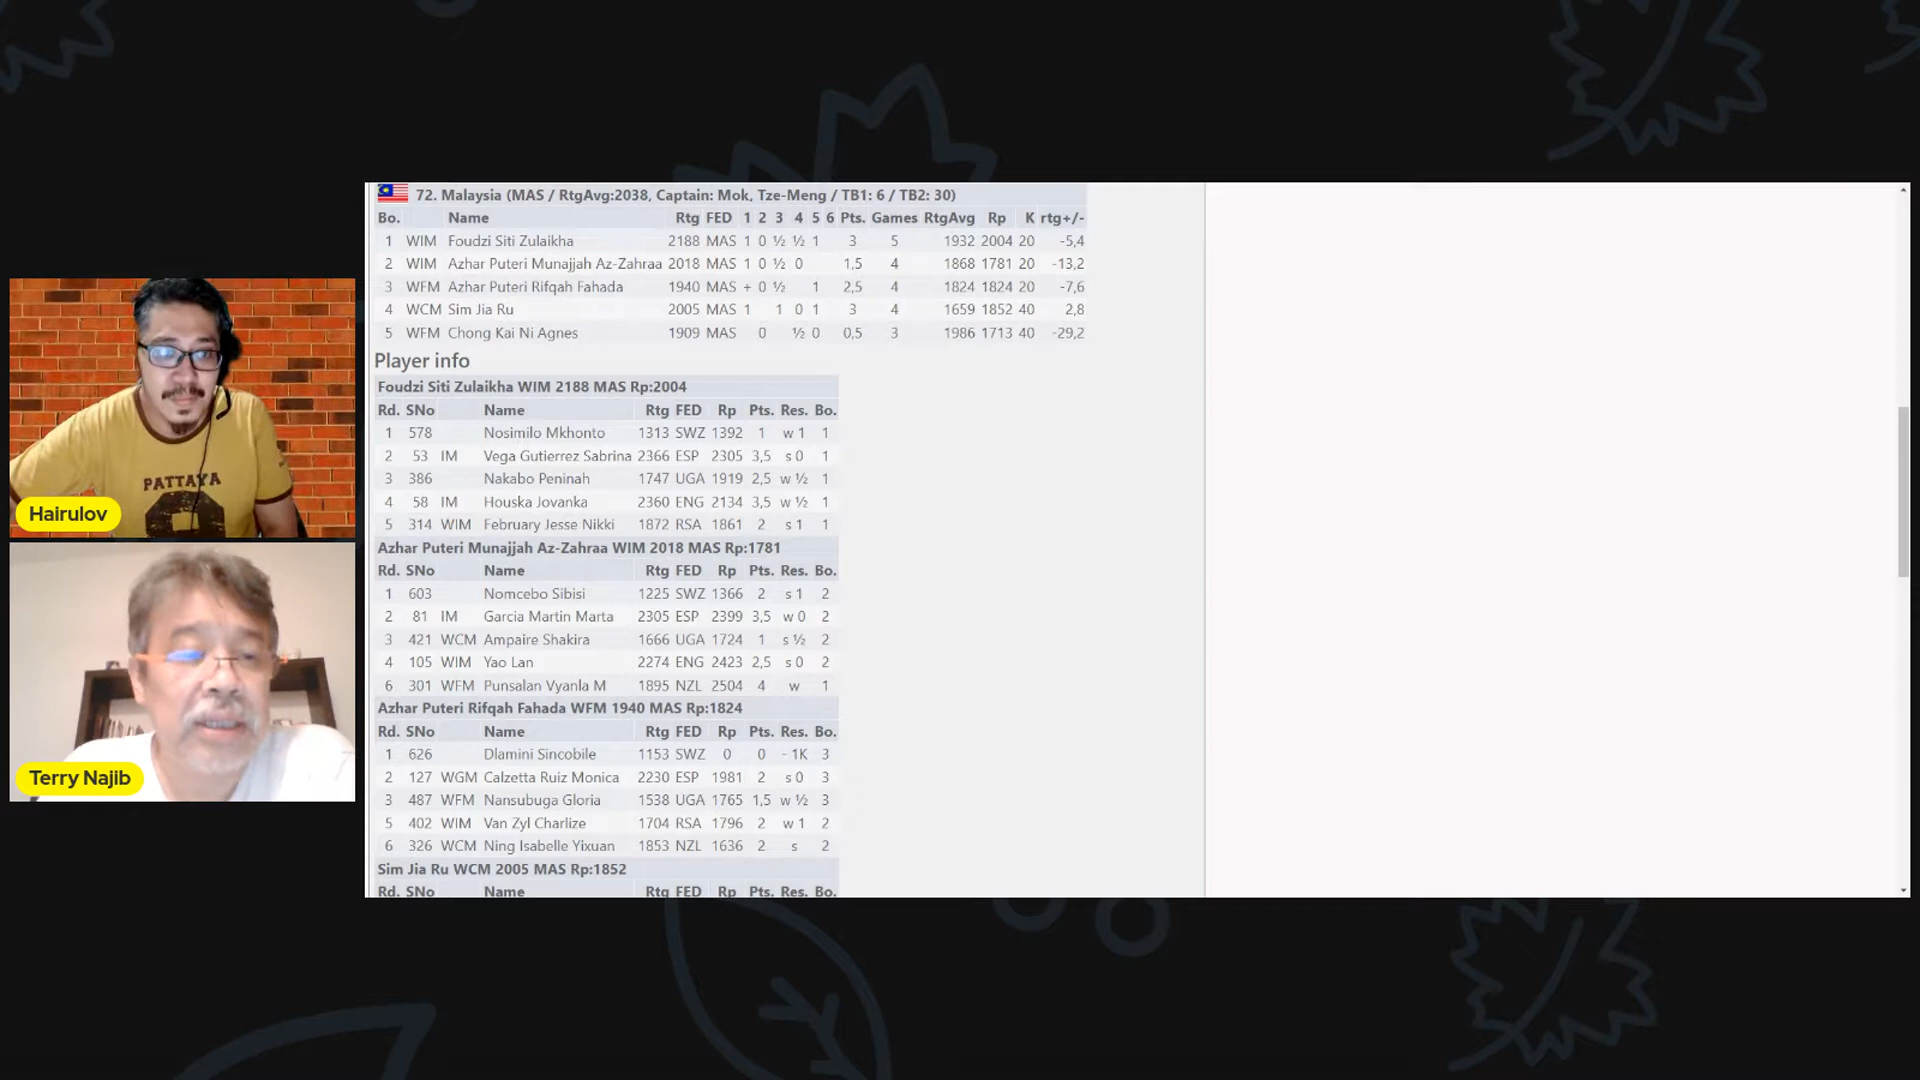 72. Malaysia (MAS / RtgAvg:2038, Captain: Mok, Tze-Meng / TB1: 6 / TB2: 30)
Bo. Name Rtg FED 1 2 3 4 5 6 Pts. Games RtgAvg Rp K rtg+/-
1 WIM Foudzi Siti Zulaikha 2188 MAS 1 0 ½ ½ 1 3 5 1932 2004 20 -5,4
2 WIM Azhar Puteri Munajjah Az-Zahraa 2018 MAS 1 0 ½ 0 1,5 4 1868 1781 20 -13,2
3 WFM Azhar Puteri Rifqah Fahada 1940 MAS + 0 ½ 1 2,5 4 1824 1824 20 -7,6
4 WCM Sim Jia Ru 2005 MAS 1 1 0 1 3 4 1659 1852 40 2,8
5 WFM Chong Kai Ni Agnes 1909 MAS 0 ½ 0 0,5 3 1986 1713 40 -29,2
Player info
Foudzi Siti Zulaikha WIM 2188 MAS Rp:2004
Rd. SNo Name Rtg FED Rp Pts. Res. Bo.
1 578 Nosimilo Mkhonto 1313 SWZ 1392 1 w 1 1
2 53 IM Vega Gutierrez Sabrina 2366 ESP 2305 3,5 s 0 1
3 386 Nakabo Peninah 1747 UGA 1919 2,5 w ½ 1
4 58 IM Houska Jovanka 2360 ENG 2134 3,5 w ½ 1
5 314 WIM February Jesse Nikki 1872 RSA 1861 2 s 1 1
Azhar Puteri Munajjah Az-Zahraa WIM 2018 MAS Rp:1781
Rd. SNo Name Rtg FED Rp Pts. Res. Bo.
1 603 Nomcebo Sibisi 1225 SWZ 1366 2 s 1 2
2 81 IM Garcia Martin Marta 2305 ESP 2399 3,5 w 0 2
3 421 WCM Ampaire Shakira 1666 UGA 1724 1 s ½ 2
4 105 WIM Yao Lan 2274 ENG 2423 2,5 s 0 2
6 301 WFM Punsalan Vyanla M 1895 NZL 2504 4 w 1
Azhar Puteri Rifqah Fahada WFM 1940 MAS Rp:1824
Rd. SNo Name Rtg FED Rp Pts. Res. Bo.
1 626 Dlamini Sincobile 1153 SWZ 0 0 - 1K 3
2 127 WGM Calzetta Ruiz Monica 2230 ESP 1981 2 s 0 3
3 487 WFM Nansubuga Gloria 1538 UGA 1765 1,5 w ½ 3
5 402 WIM Van Zyl Charlize 1704 RSA 1796 2 w 1 2
6 326 WCM Ning Isabelle Yixuan 1853 NZL 1636 2 s 2
Sim Jia Ru WCM 2005 MAS Rp:1852
Rd. SNo Name Rtg FED Rp Pts. Res. Bo.
PATTAYA
Hairulov
Terry Najib